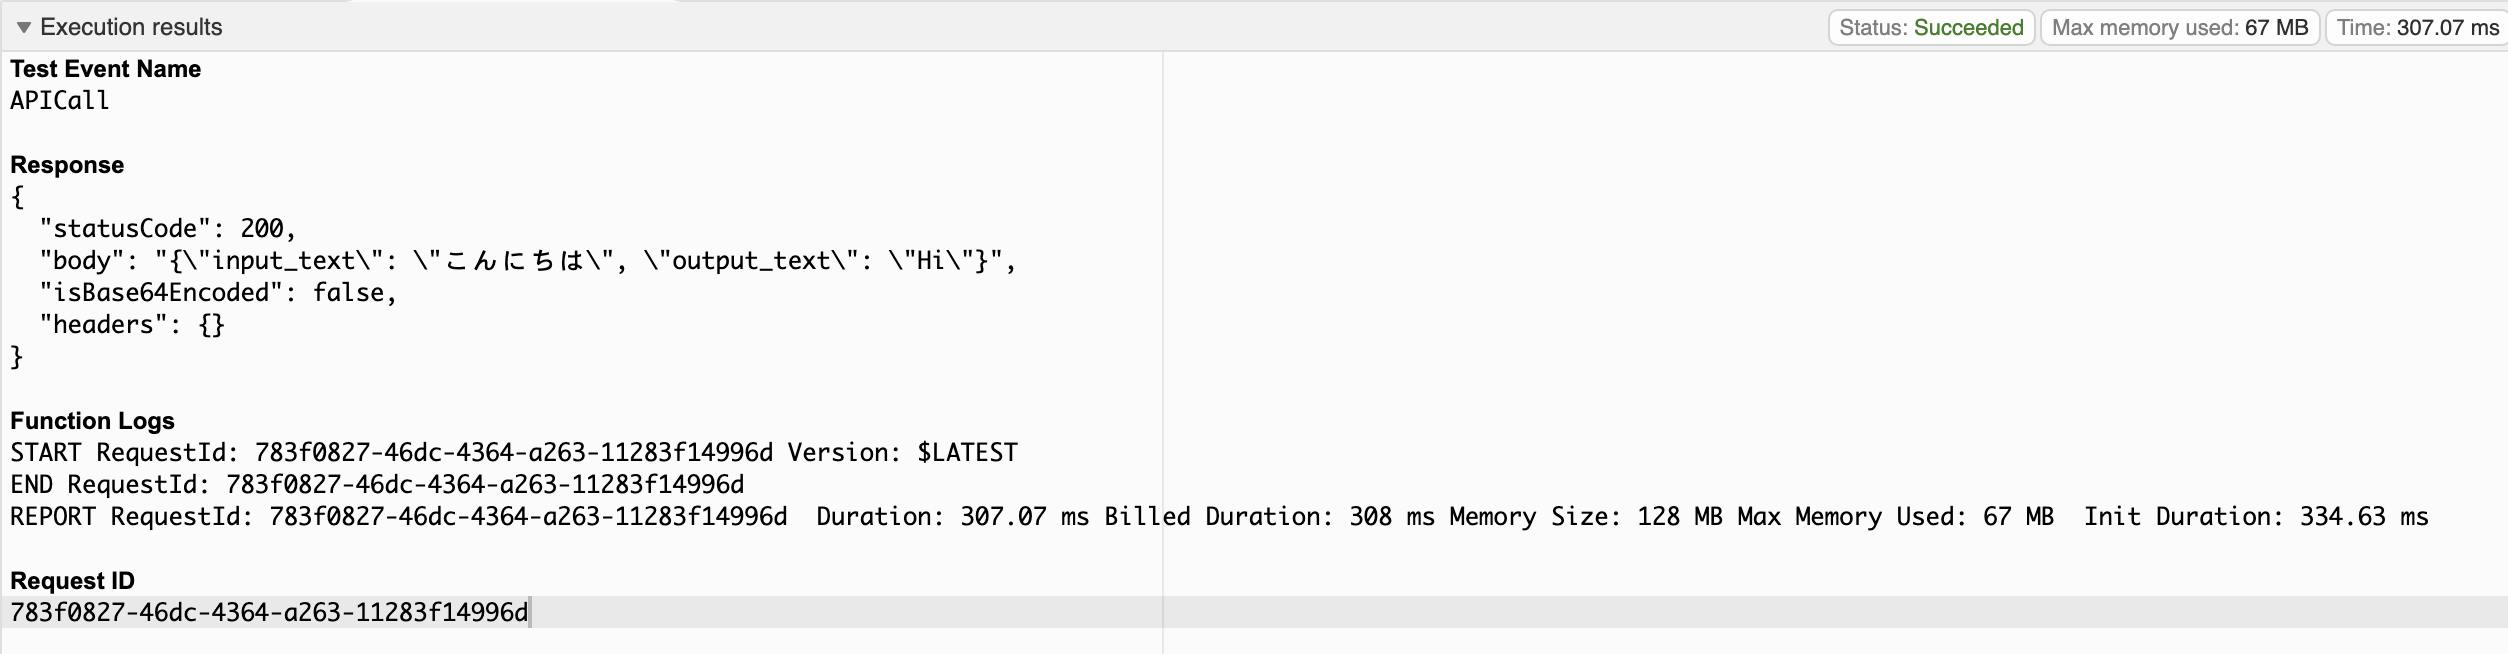 Execution results
Status: Succeeded
Max memory used: 67 MB
Time: 307.07 ms
Test Event Name
APICall
Response
{
  "statusCode": 200,
  "body": "{\"input_text\": \"こんにちは\", \"output_text\": \"Hi\"}",
  "isBase64Encoded": false,
  "headers": {}
}
Function Logs
START RequestId: 783f0827-46dc-4364-a263-11283f14996d Version: $LATEST
END RequestId: 783f0827-46dc-4364-a263-11283f14996d
REPORT RequestId: 783f0827-46dc-4364-a263-11283f14996d  Duration: 307.07 ms Billed Duration: 308 ms Memory Size: 128 MB Max Memory Used: 67 MB  Init Duration: 334.63 ms
Request ID
783f0827-46dc-4364-a263-11283f14996d